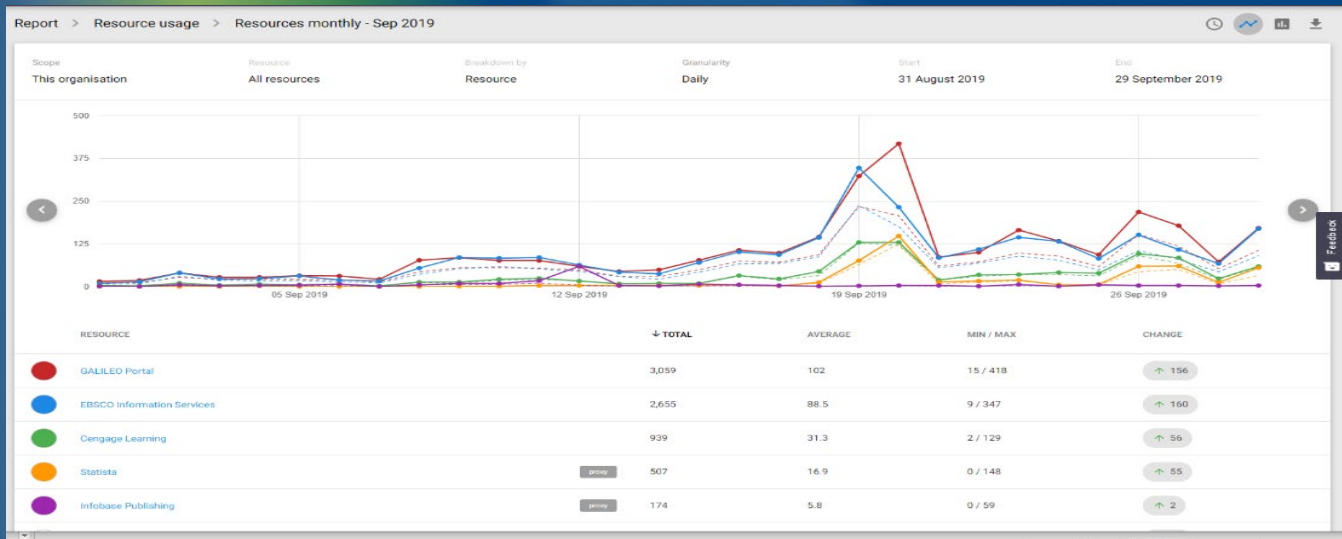 Report > Resource usage > Resources monthly - Sep 2019
Scope Resource Breakdown by Granularity Start End
This organisation All resources Resource Daily 31 August 2019 29 September 2019
500
375
250
125
0
05 Sep 2019 12 Sep 2019 19 Sep 2019 26 Sep 2019
Feedback
RESOURCE ↓ TOTAL AVERAGE MIN / MAX CHANGE
GALILEO Portal 3,059 102 15 / 418 ↑ 156
EBSCO Information Services 2,655 88.5 9 / 347 ↑ 160
Cengage Learning 939 31.3 2 / 129 ↑ 56
Statista proxy 507 16.9 0 / 148 ↑ 55
Infobase Publishing proxy 174 5.8 0 / 59 ↑ 2